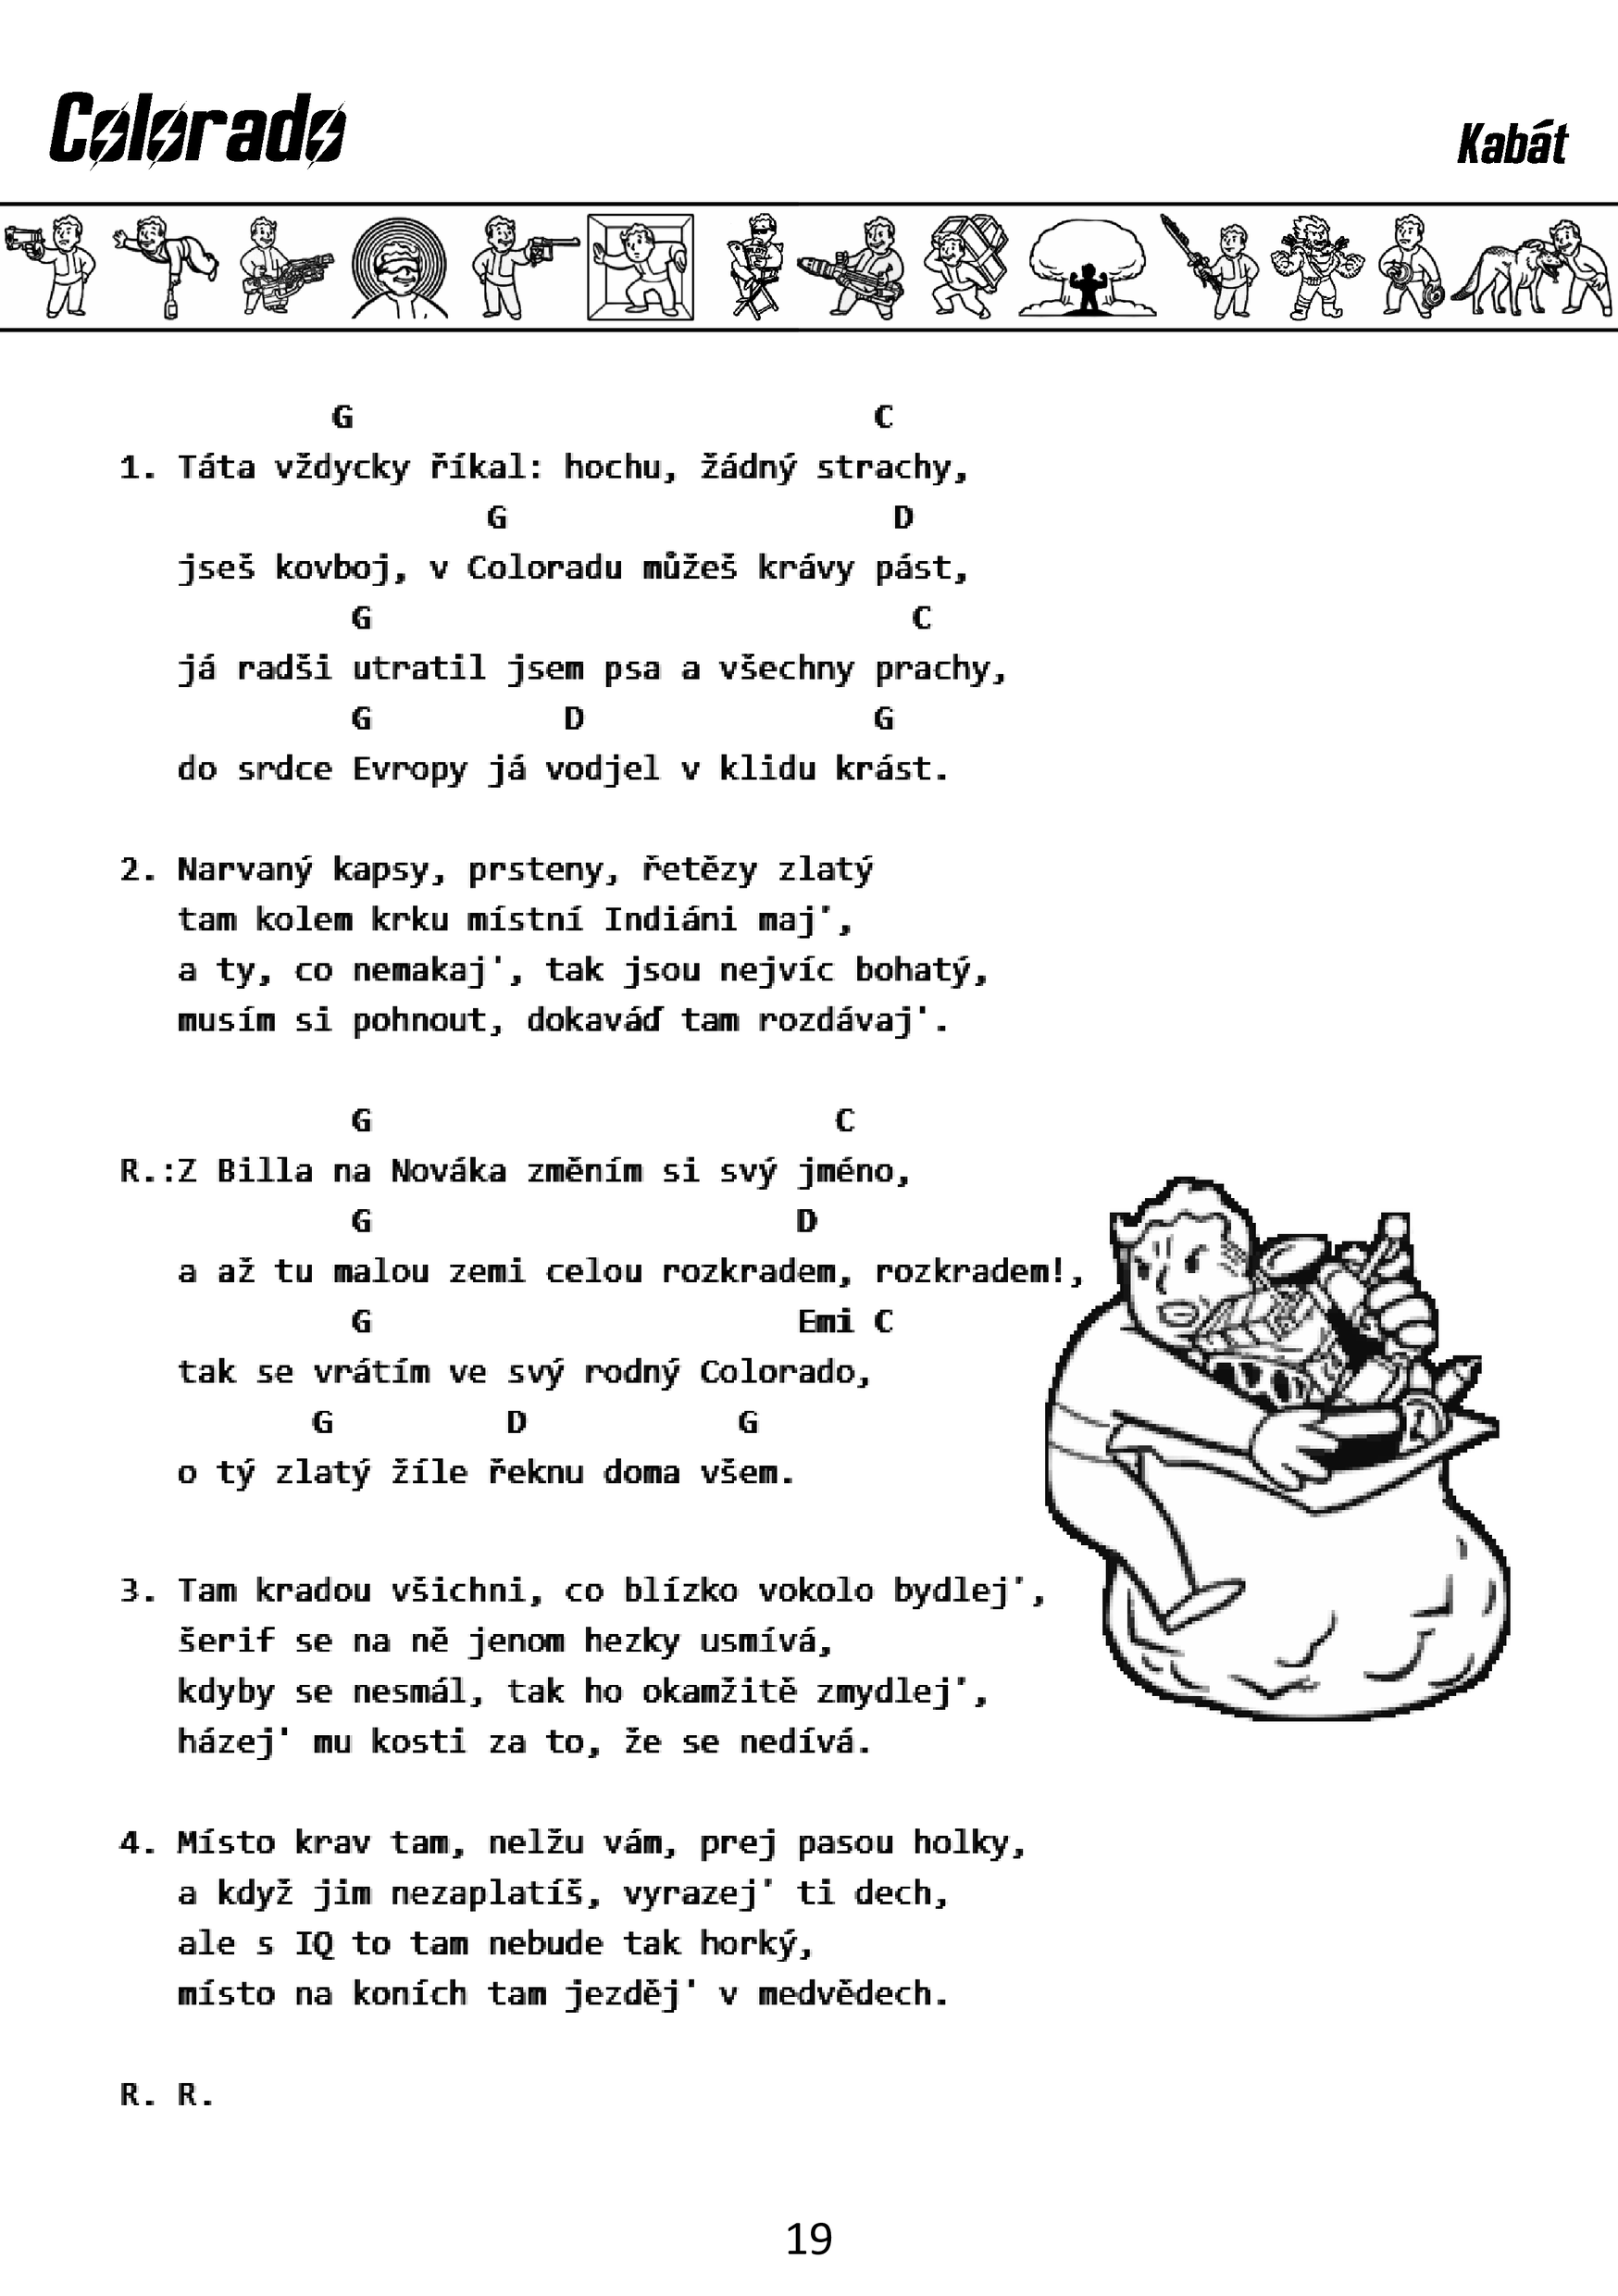 Colorado
Kabát
G C
1. Táta vždycky říkal: hochu, žádný strachy,
G D
jseš kovboj, v Coloradu můžeš krávy pást,
G C
já radši utratil jsem psa a všechny prachy,
G D G
do srdce Evropy já vodjel v klidu krást.
2. Narvaný kapsy, prsteny, řetězy zlatý
tam kolem krku místní Indiáni maj',
a ty, co nemakaj', tak jsou nejvíc bohatý,
musím si pohnout, dokaváď tam rozdávaj'.
G C
R.:Z Billa na Nováka změním si svý jméno,
G D
a až tu malou zemi celou rozkradem, rozkradem!,
G Emi C
tak se vrátím ve svý rodný Colorado,
G D G
o tý zlatý žíle řeknu doma všem.
3. Tam kradou všichni, co blízko vokolo bydlej',
šerif se na ně jenom hezky usmívá,
kdyby se nesmál, tak ho okamžitě zmydlej',
házej' mu kosti za to, že se nedívá.
4. Místo krav tam, nelžu vám, prej pasou holky,
a když jim nezaplatíš, vyrazej' ti dech,
ale s IQ to tam nebude tak horký,
místo na koních tam jezděj' v medvědech.
R. R.
19